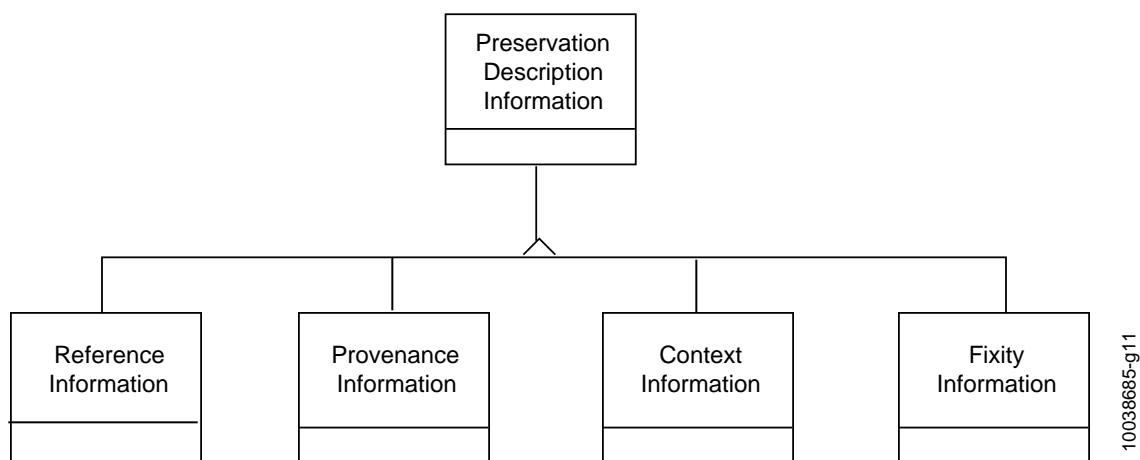 Preservation
Description
Information
Reference
Information
Provenance
Information
Context
Information
Fixity
Information
10038685-g11